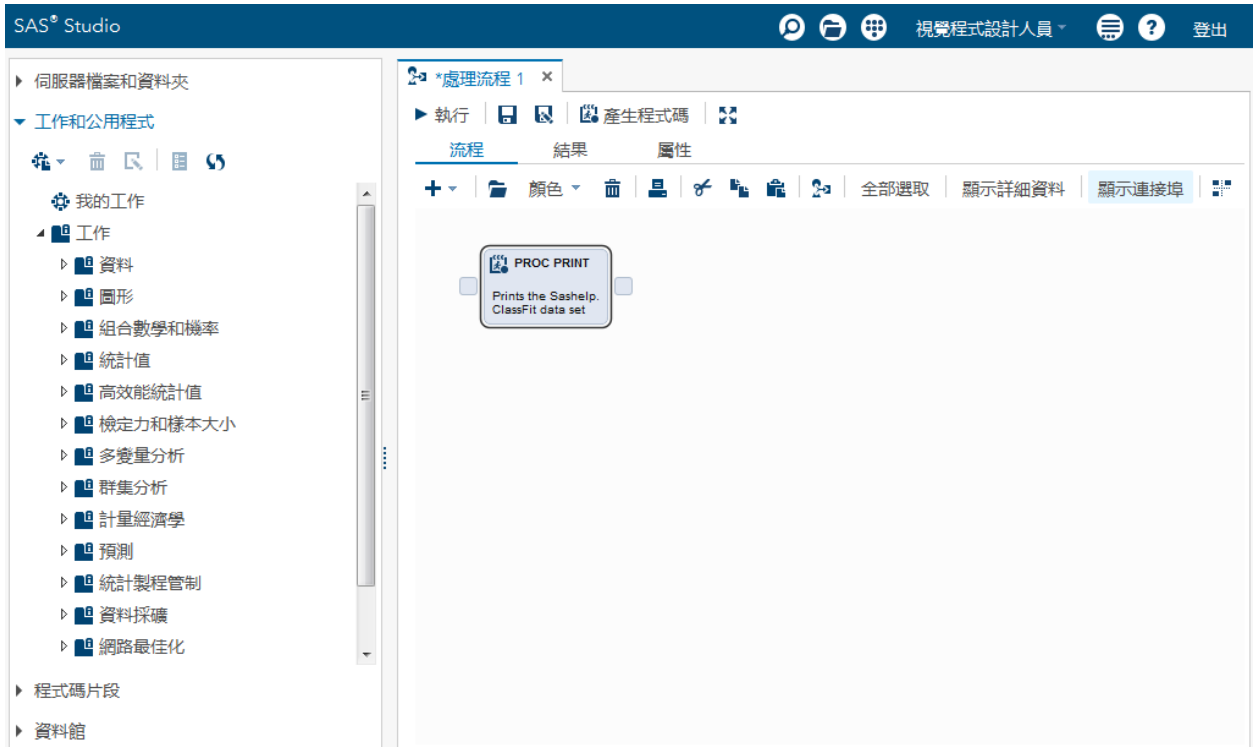 SAS® Studio
視覺程式設計人員
登出
伺服器檔案和資料夾
工作和公用程式
我的工作
工作
資料
圖形
組合數學和機率
統計值
高效能統計值
檢定力和樣本大小
多變量分析
群集分析
計量經濟學
預測
統計製程管制
資料採礦
網路最佳化
程式碼片段
資料館
*處理流程 1
執行
產生程式碼
流程 結果 屬性
顏色 全部選取 顯示詳細資料 顯示連接埠
PROC PRINT
Prints the Sashelp.
ClassFit data set